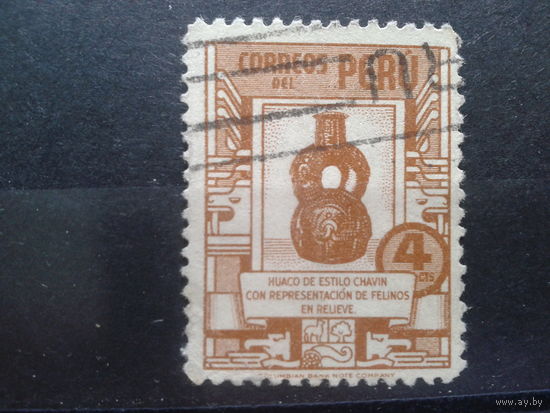 CORREOS
DEL
PERÚ
4
CTS
HUACO DE ESTILO CHAVIN
CON REPRESENTACIÓN DE FELINOS
EN RELIEVE.
COLUMBIAN BANK NOTE COMPANY
www.ay.by